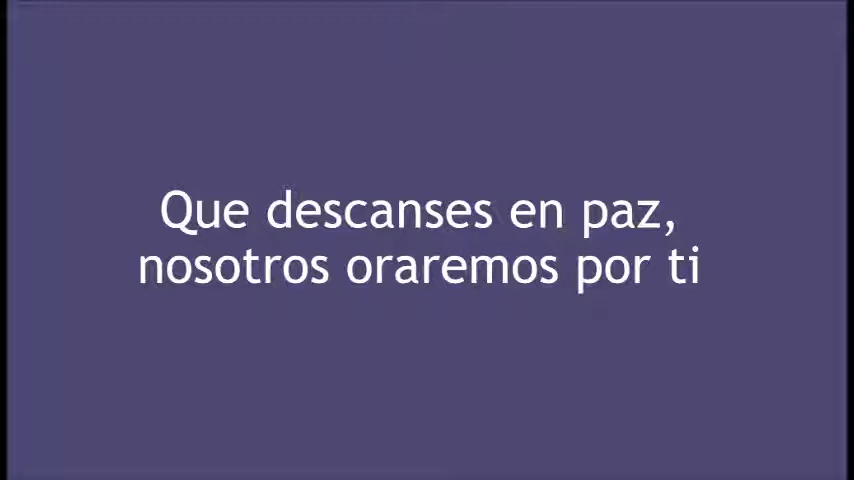 Que descanses en paz,
nosotros oraremos por ti